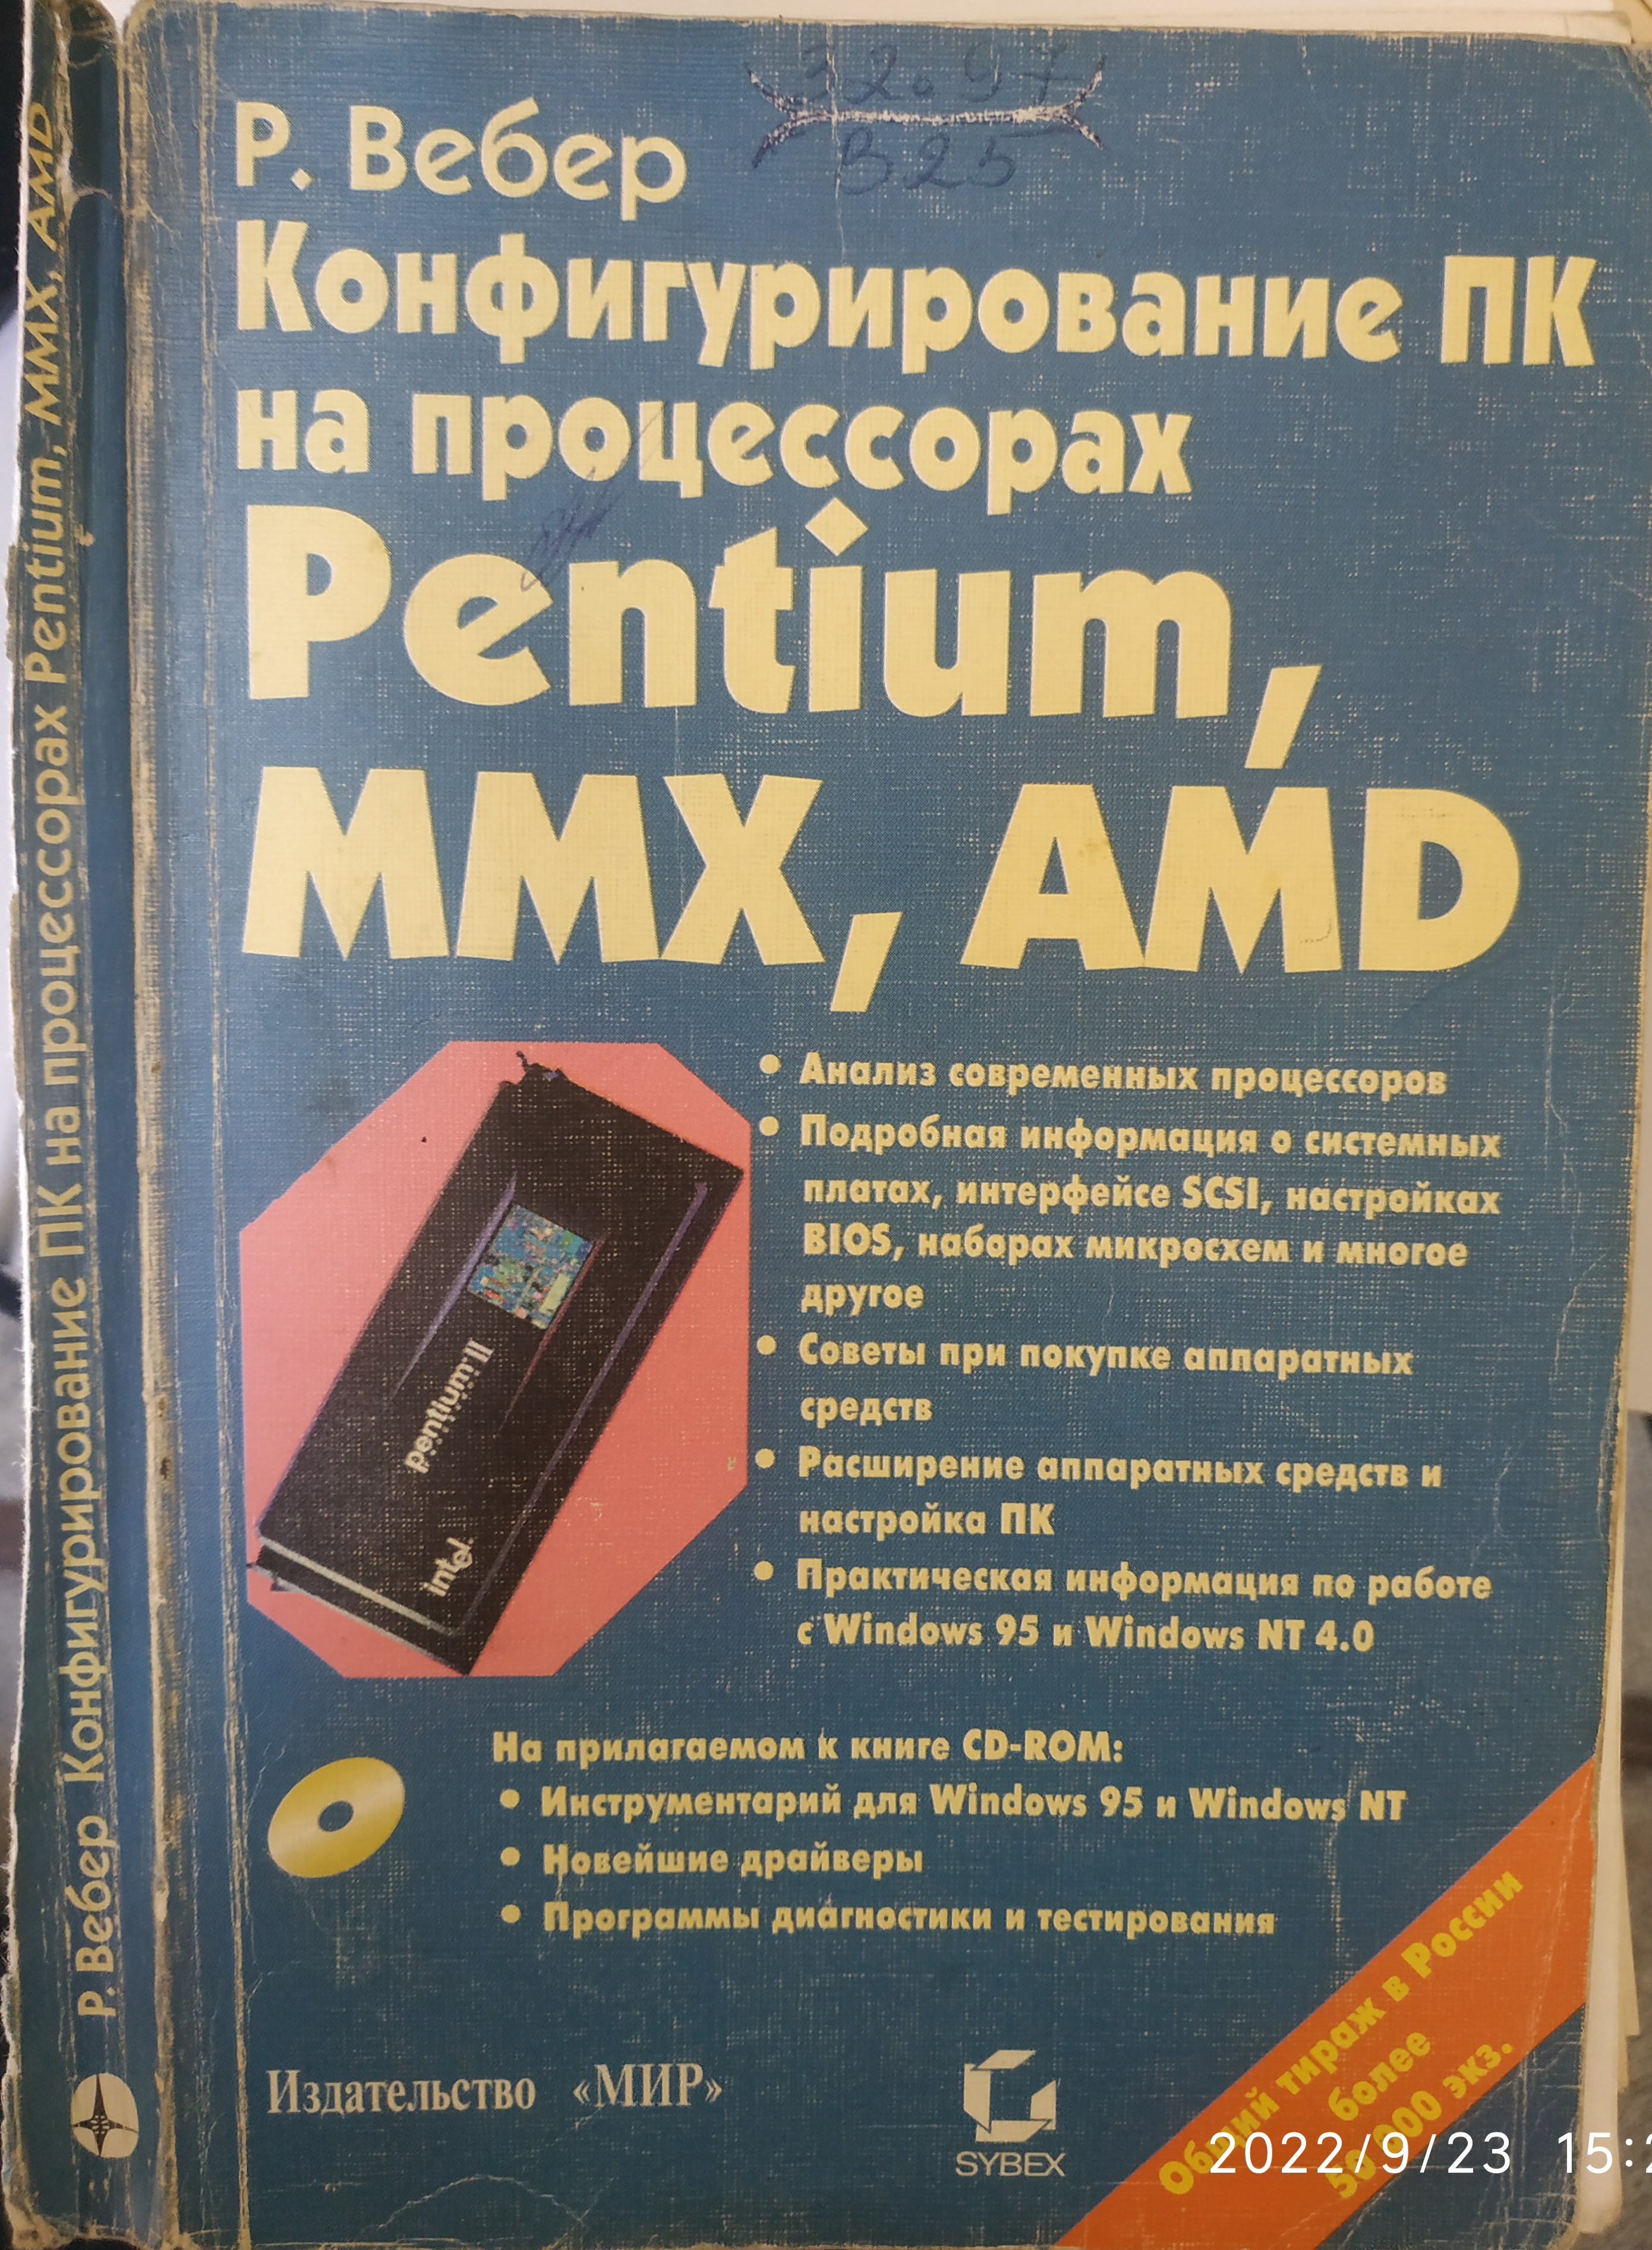 32.97
В25
Р. Вебер
Конфигурирование ПК
на процессорах
Pentium,
MMX, AMD
• Анализ современных процессоров
• Подробная информация о системных
платах, интерфейсе SCSI, настройках
BIOS, наборах микросхем и многое
другое
• Советы при покупке аппаратных
средств
• Расширение аппаратных средств и
настройка ПК
• Практическая информация по работе
с Windows 95 и Windows NT 4.0
pentium II
intel
На прилагаемом к книге CD-ROM:
• Инструментарий для Windows 95 и Windows NT
• Новейшие драйверы
• Программы диагностики и тестирования
Издательство «МИР»
SYBEX
Общий тираж в России
более
50 000 экз.
2022/9/23
Р. Вебер Конфигурирование ПК на процессорах Pentium, MMX, AMD